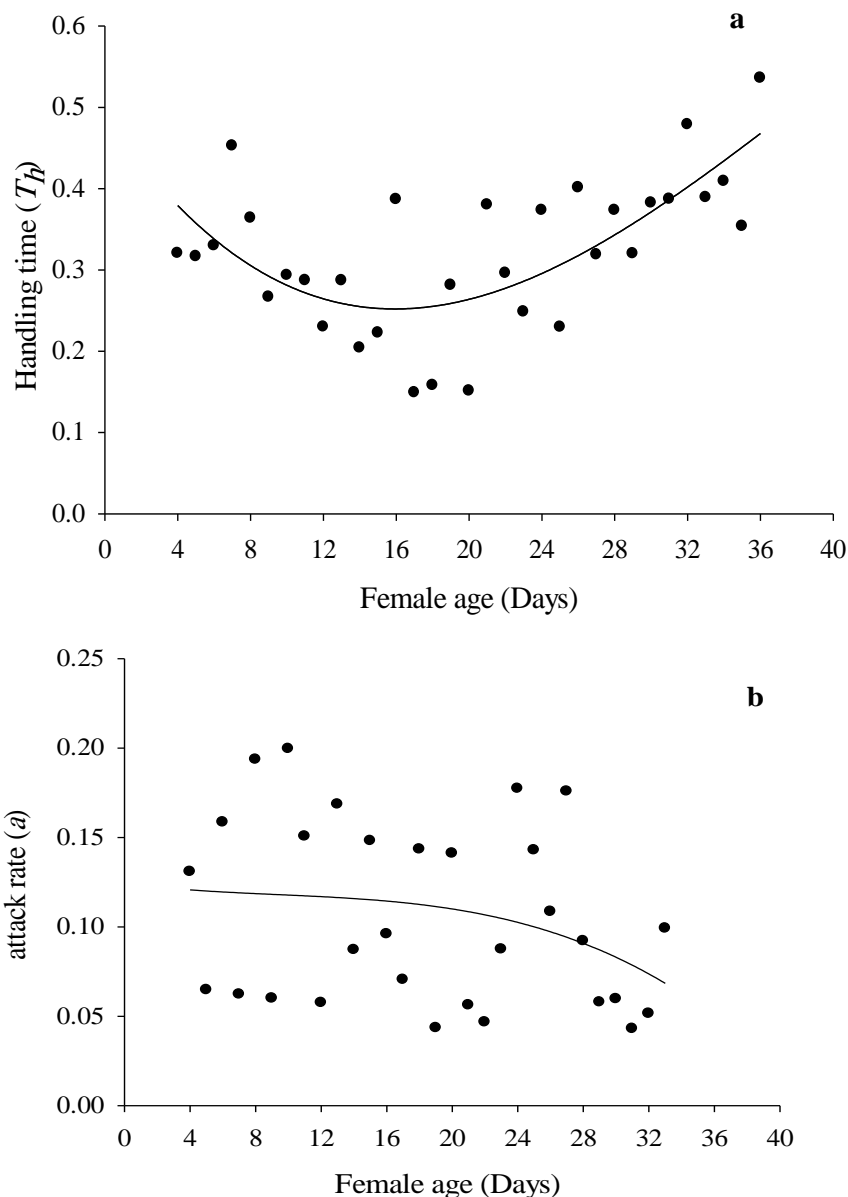 a
0.6
0.5
0.4
0.3
0.2
0.1
0.0
Handling time (Th)
0 4 8 12 16 20 24 28 32 36 40
Female age (Days)
b
0.25
0.20
0.15
0.10
0.05
0.00
attack rate (a)
0 4 8 12 16 20 24 28 32 36 40
Female age (Days)